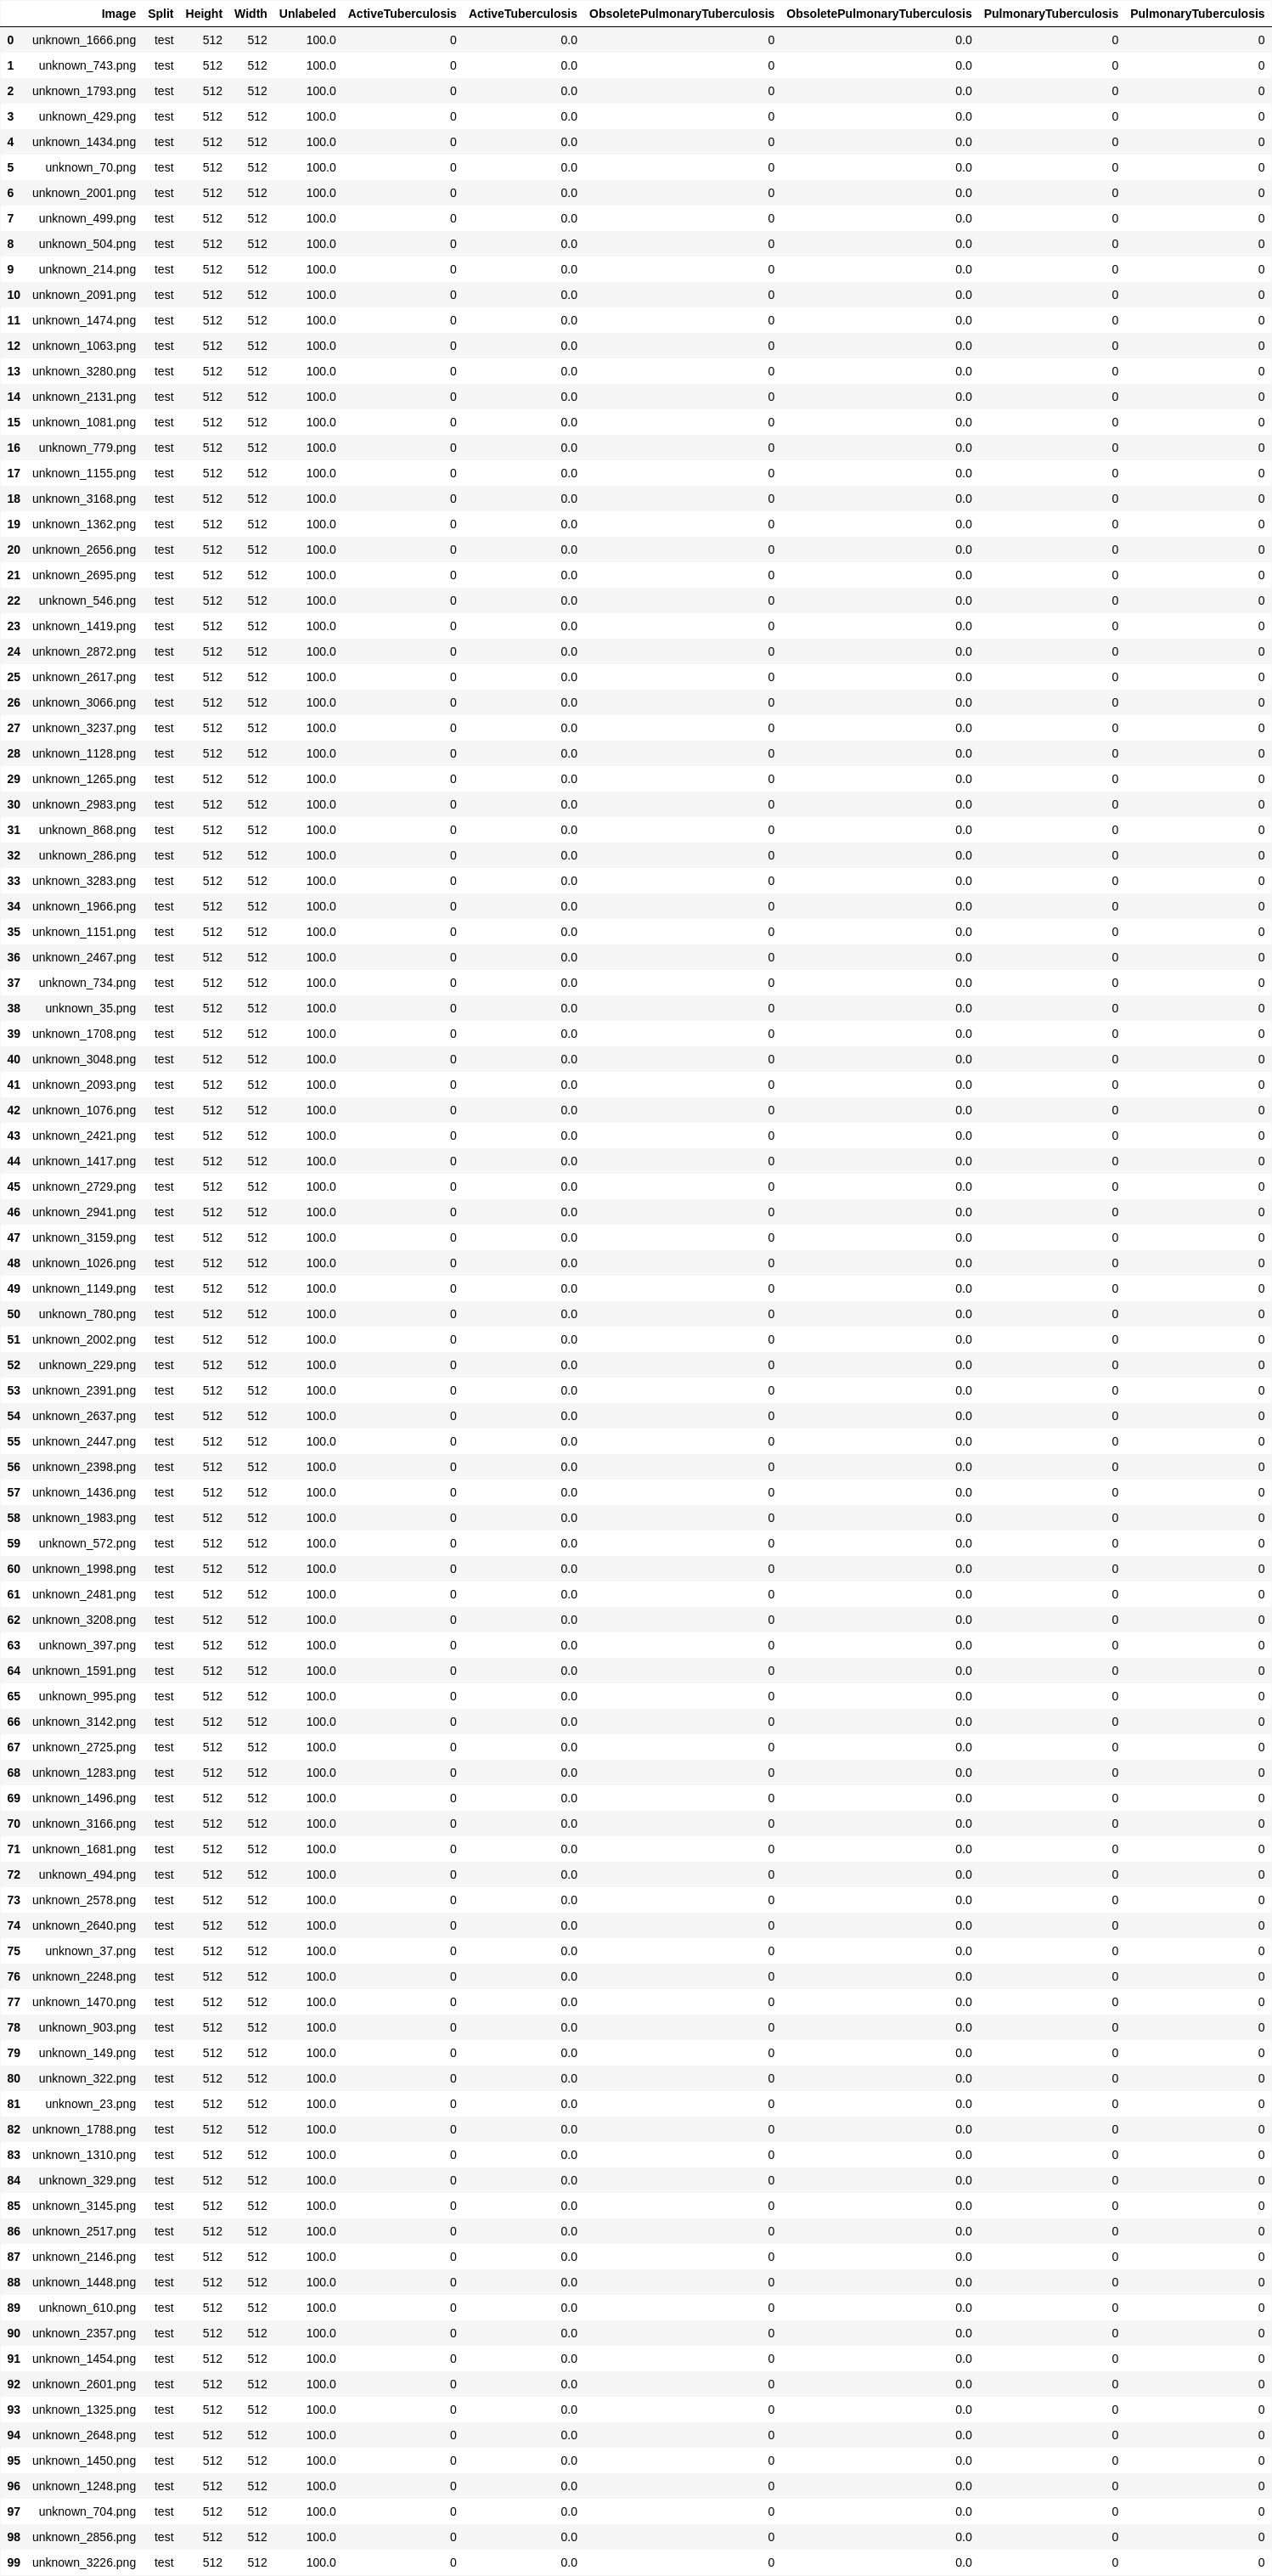 Image Split Height Width Unlabeled ActiveTuberculosis ActiveTuberculosis ObsoletePulmonaryTuberculosis ObsoletePulmonaryTuberculosis PulmonaryTuberculosis PulmonaryTuberculosis
0 unknown_1666.png test 512 512 100.0 0 0.0 0 0.0 0 0
1 unknown_743.png test 512 512 100.0 0 0.0 0 0.0 0 0
2 unknown_1793.png test 512 512 100.0 0 0.0 0 0.0 0 0
3 unknown_429.png test 512 512 100.0 0 0.0 0 0.0 0 0
4 unknown_1434.png test 512 512 100.0 0 0.0 0 0.0 0 0
5 unknown_70.png test 512 512 100.0 0 0.0 0 0.0 0 0
6 unknown_2001.png test 512 512 100.0 0 0.0 0 0.0 0 0
7 unknown_499.png test 512 512 100.0 0 0.0 0 0.0 0 0
8 unknown_504.png test 512 512 100.0 0 0.0 0 0.0 0 0
9 unknown_214.png test 512 512 100.0 0 0.0 0 0.0 0 0
10 unknown_2091.png test 512 512 100.0 0 0.0 0 0.0 0 0
11 unknown_1474.png test 512 512 100.0 0 0.0 0 0.0 0 0
12 unknown_1063.png test 512 512 100.0 0 0.0 0 0.0 0 0
13 unknown_3280.png test 512 512 100.0 0 0.0 0 0.0 0 0
14 unknown_2131.png test 512 512 100.0 0 0.0 0 0.0 0 0
15 unknown_1081.png test 512 512 100.0 0 0.0 0 0.0 0 0
16 unknown_779.png test 512 512 100.0 0 0.0 0 0.0 0 0
17 unknown_1155.png test 512 512 100.0 0 0.0 0 0.0 0 0
18 unknown_3168.png test 512 512 100.0 0 0.0 0 0.0 0 0
19 unknown_1362.png test 512 512 100.0 0 0.0 0 0.0 0 0
20 unknown_2656.png test 512 512 100.0 0 0.0 0 0.0 0 0
21 unknown_2695.png test 512 512 100.0 0 0.0 0 0.0 0 0
22 unknown_546.png test 512 512 100.0 0 0.0 0 0.0 0 0
23 unknown_1419.png test 512 512 100.0 0 0.0 0 0.0 0 0
24 unknown_2872.png test 512 512 100.0 0 0.0 0 0.0 0 0
25 unknown_2617.png test 512 512 100.0 0 0.0 0 0.0 0 0
26 unknown_3066.png test 512 512 100.0 0 0.0 0 0.0 0 0
27 unknown_3237.png test 512 512 100.0 0 0.0 0 0.0 0 0
28 unknown_1128.png test 512 512 100.0 0 0.0 0 0.0 0 0
29 unknown_1265.png test 512 512 100.0 0 0.0 0 0.0 0 0
30 unknown_2983.png test 512 512 100.0 0 0.0 0 0.0 0 0
31 unknown_868.png test 512 512 100.0 0 0.0 0 0.0 0 0
32 unknown_286.png test 512 512 100.0 0 0.0 0 0.0 0 0
33 unknown_3283.png test 512 512 100.0 0 0.0 0 0.0 0 0
34 unknown_1966.png test 512 512 100.0 0 0.0 0 0.0 0 0
35 unknown_1151.png test 512 512 100.0 0 0.0 0 0.0 0 0
36 unknown_2467.png test 512 512 100.0 0 0.0 0 0.0 0 0
37 unknown_734.png test 512 512 100.0 0 0.0 0 0.0 0 0
38 unknown_35.png test 512 512 100.0 0 0.0 0 0.0 0 0
39 unknown_1708.png test 512 512 100.0 0 0.0 0 0.0 0 0
40 unknown_3048.png test 512 512 100.0 0 0.0 0 0.0 0 0
41 unknown_2093.png test 512 512 100.0 0 0.0 0 0.0 0 0
42 unknown_1076.png test 512 512 100.0 0 0.0 0 0.0 0 0
43 unknown_2421.png test 512 512 100.0 0 0.0 0 0.0 0 0
44 unknown_1417.png test 512 512 100.0 0 0.0 0 0.0 0 0
45 unknown_2729.png test 512 512 100.0 0 0.0 0 0.0 0 0
46 unknown_2941.png test 512 512 100.0 0 0.0 0 0.0 0 0
47 unknown_3159.png test 512 512 100.0 0 0.0 0 0.0 0 0
48 unknown_1026.png test 512 512 100.0 0 0.0 0 0.0 0 0
49 unknown_1149.png test 512 512 100.0 0 0.0 0 0.0 0 0
50 unknown_780.png test 512 512 100.0 0 0.0 0 0.0 0 0
51 unknown_2002.png test 512 512 100.0 0 0.0 0 0.0 0 0
52 unknown_229.png test 512 512 100.0 0 0.0 0 0.0 0 0
53 unknown_2391.png test 512 512 100.0 0 0.0 0 0.0 0 0
54 unknown_2637.png test 512 512 100.0 0 0.0 0 0.0 0 0
55 unknown_2447.png test 512 512 100.0 0 0.0 0 0.0 0 0
56 unknown_2398.png test 512 512 100.0 0 0.0 0 0.0 0 0
57 unknown_1436.png test 512 512 100.0 0 0.0 0 0.0 0 0
58 unknown_1983.png test 512 512 100.0 0 0.0 0 0.0 0 0
59 unknown_572.png test 512 512 100.0 0 0.0 0 0.0 0 0
60 unknown_1998.png test 512 512 100.0 0 0.0 0 0.0 0 0
61 unknown_2481.png test 512 512 100.0 0 0.0 0 0.0 0 0
62 unknown_3208.png test 512 512 100.0 0 0.0 0 0.0 0 0
63 unknown_397.png test 512 512 100.0 0 0.0 0 0.0 0 0
64 unknown_1591.png test 512 512 100.0 0 0.0 0 0.0 0 0
65 unknown_995.png test 512 512 100.0 0 0.0 0 0.0 0 0
66 unknown_3142.png test 512 512 100.0 0 0.0 0 0.0 0 0
67 unknown_2725.png test 512 512 100.0 0 0.0 0 0.0 0 0
68 unknown_1283.png test 512 512 100.0 0 0.0 0 0.0 0 0
69 unknown_1496.png test 512 512 100.0 0 0.0 0 0.0 0 0
70 unknown_3166.png test 512 512 100.0 0 0.0 0 0.0 0 0
71 unknown_1681.png test 512 512 100.0 0 0.0 0 0.0 0 0
72 unknown_494.png test 512 512 100.0 0 0.0 0 0.0 0 0
73 unknown_2578.png test 512 512 100.0 0 0.0 0 0.0 0 0
74 unknown_2640.png test 512 512 100.0 0 0.0 0 0.0 0 0
75 unknown_37.png test 512 512 100.0 0 0.0 0 0.0 0 0
76 unknown_2248.png test 512 512 100.0 0 0.0 0 0.0 0 0
77 unknown_1470.png test 512 512 100.0 0 0.0 0 0.0 0 0
78 unknown_903.png test 512 512 100.0 0 0.0 0 0.0 0 0
79 unknown_149.png test 512 512 100.0 0 0.0 0 0.0 0 0
80 unknown_322.png test 512 512 100.0 0 0.0 0 0.0 0 0
81 unknown_23.png test 512 512 100.0 0 0.0 0 0.0 0 0
82 unknown_1788.png test 512 512 100.0 0 0.0 0 0.0 0 0
83 unknown_1310.png test 512 512 100.0 0 0.0 0 0.0 0 0
84 unknown_329.png test 512 512 100.0 0 0.0 0 0.0 0 0
85 unknown_3145.png test 512 512 100.0 0 0.0 0 0.0 0 0
86 unknown_2517.png test 512 512 100.0 0 0.0 0 0.0 0 0
87 unknown_2146.png test 512 512 100.0 0 0.0 0 0.0 0 0
88 unknown_1448.png test 512 512 100.0 0 0.0 0 0.0 0 0
89 unknown_610.png test 512 512 100.0 0 0.0 0 0.0 0 0
90 unknown_2357.png test 512 512 100.0 0 0.0 0 0.0 0 0
91 unknown_1454.png test 512 512 100.0 0 0.0 0 0.0 0 0
92 unknown_2601.png test 512 512 100.0 0 0.0 0 0.0 0 0
93 unknown_1325.png test 512 512 100.0 0 0.0 0 0.0 0 0
94 unknown_2648.png test 512 512 100.0 0 0.0 0 0.0 0 0
95 unknown_1450.png test 512 512 100.0 0 0.0 0 0.0 0 0
96 unknown_1248.png test 512 512 100.0 0 0.0 0 0.0 0 0
97 unknown_704.png test 512 512 100.0 0 0.0 0 0.0 0 0
98 unknown_2856.png test 512 512 100.0 0 0.0 0 0.0 0 0
99 unknown_3226.png test 512 512 100.0 0 0.0 0 0.0 0 0